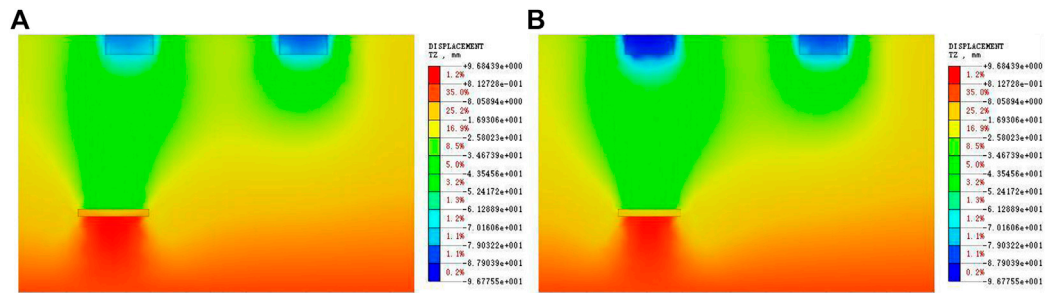 A
DISPLACEMENT
TZ , mm
+9.68439e+000
1.2%
+8.12728e-001
35.0%
-8.05894e+000
25.2%
-1.69306e+001
16.9%
-2.58023e+001
8.5%
-3.46739e+001
5.0%
-4.35456e+001
3.2%
-5.24172e+001
1.3%
-6.12889e+001
1.2%
-7.01606e+001
1.1%
-7.90322e+001
1.1%
-8.79039e+001
0.2%
-9.67755e+001
B
DISPLACEMENT
TZ , mm
+9.68439e+000
1.2%
+8.12728e-001
35.0%
-8.05894e+000
25.2%
-1.69306e+001
16.9%
-2.58023e+001
8.5%
-3.46739e+001
5.0%
-4.35456e+001
3.2%
-5.24172e+001
1.3%
-6.12889e+001
1.2%
-7.01606e+001
1.1%
-7.90322e+001
1.1%
-8.79039e+001
0.2%
-9.67755e+001